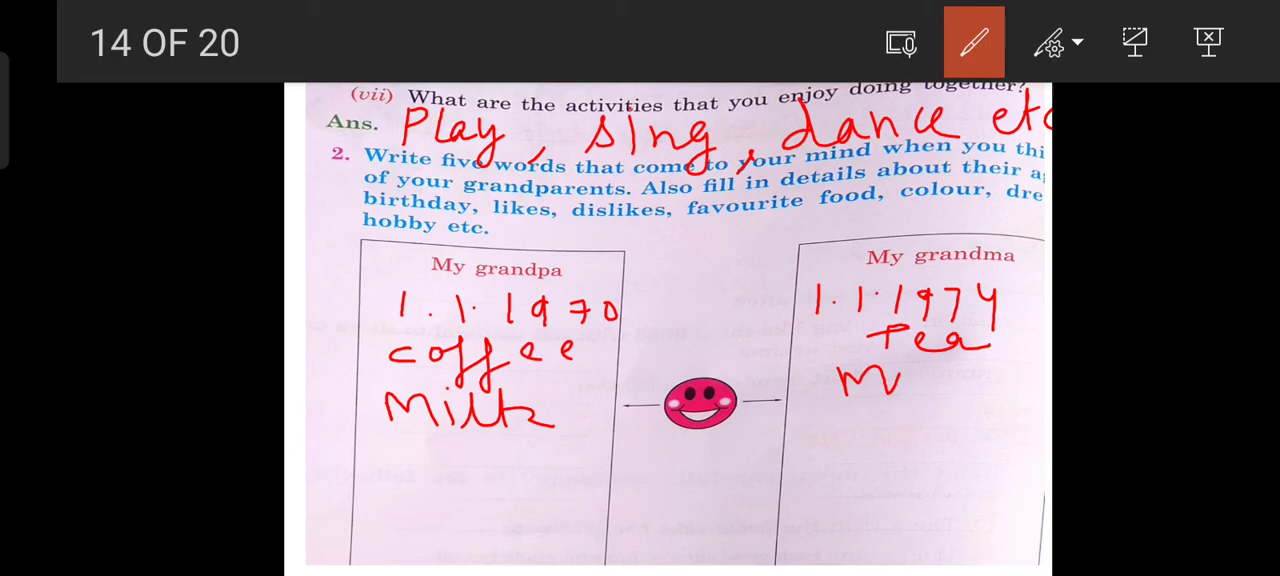 14 OF 20
(vii) What are the activities that you enjoy doing together?
Ans. Play, sing, dance etc
2. Write five words that come to your mind when you thi
of your grandparents. Also fill in details about their a
birthday, likes, dislikes, favourite food, colour, dre
hobby etc.
My grandpa
1.1.1970
coffee
Milk
My grandma
1.1.1974
Tea
M